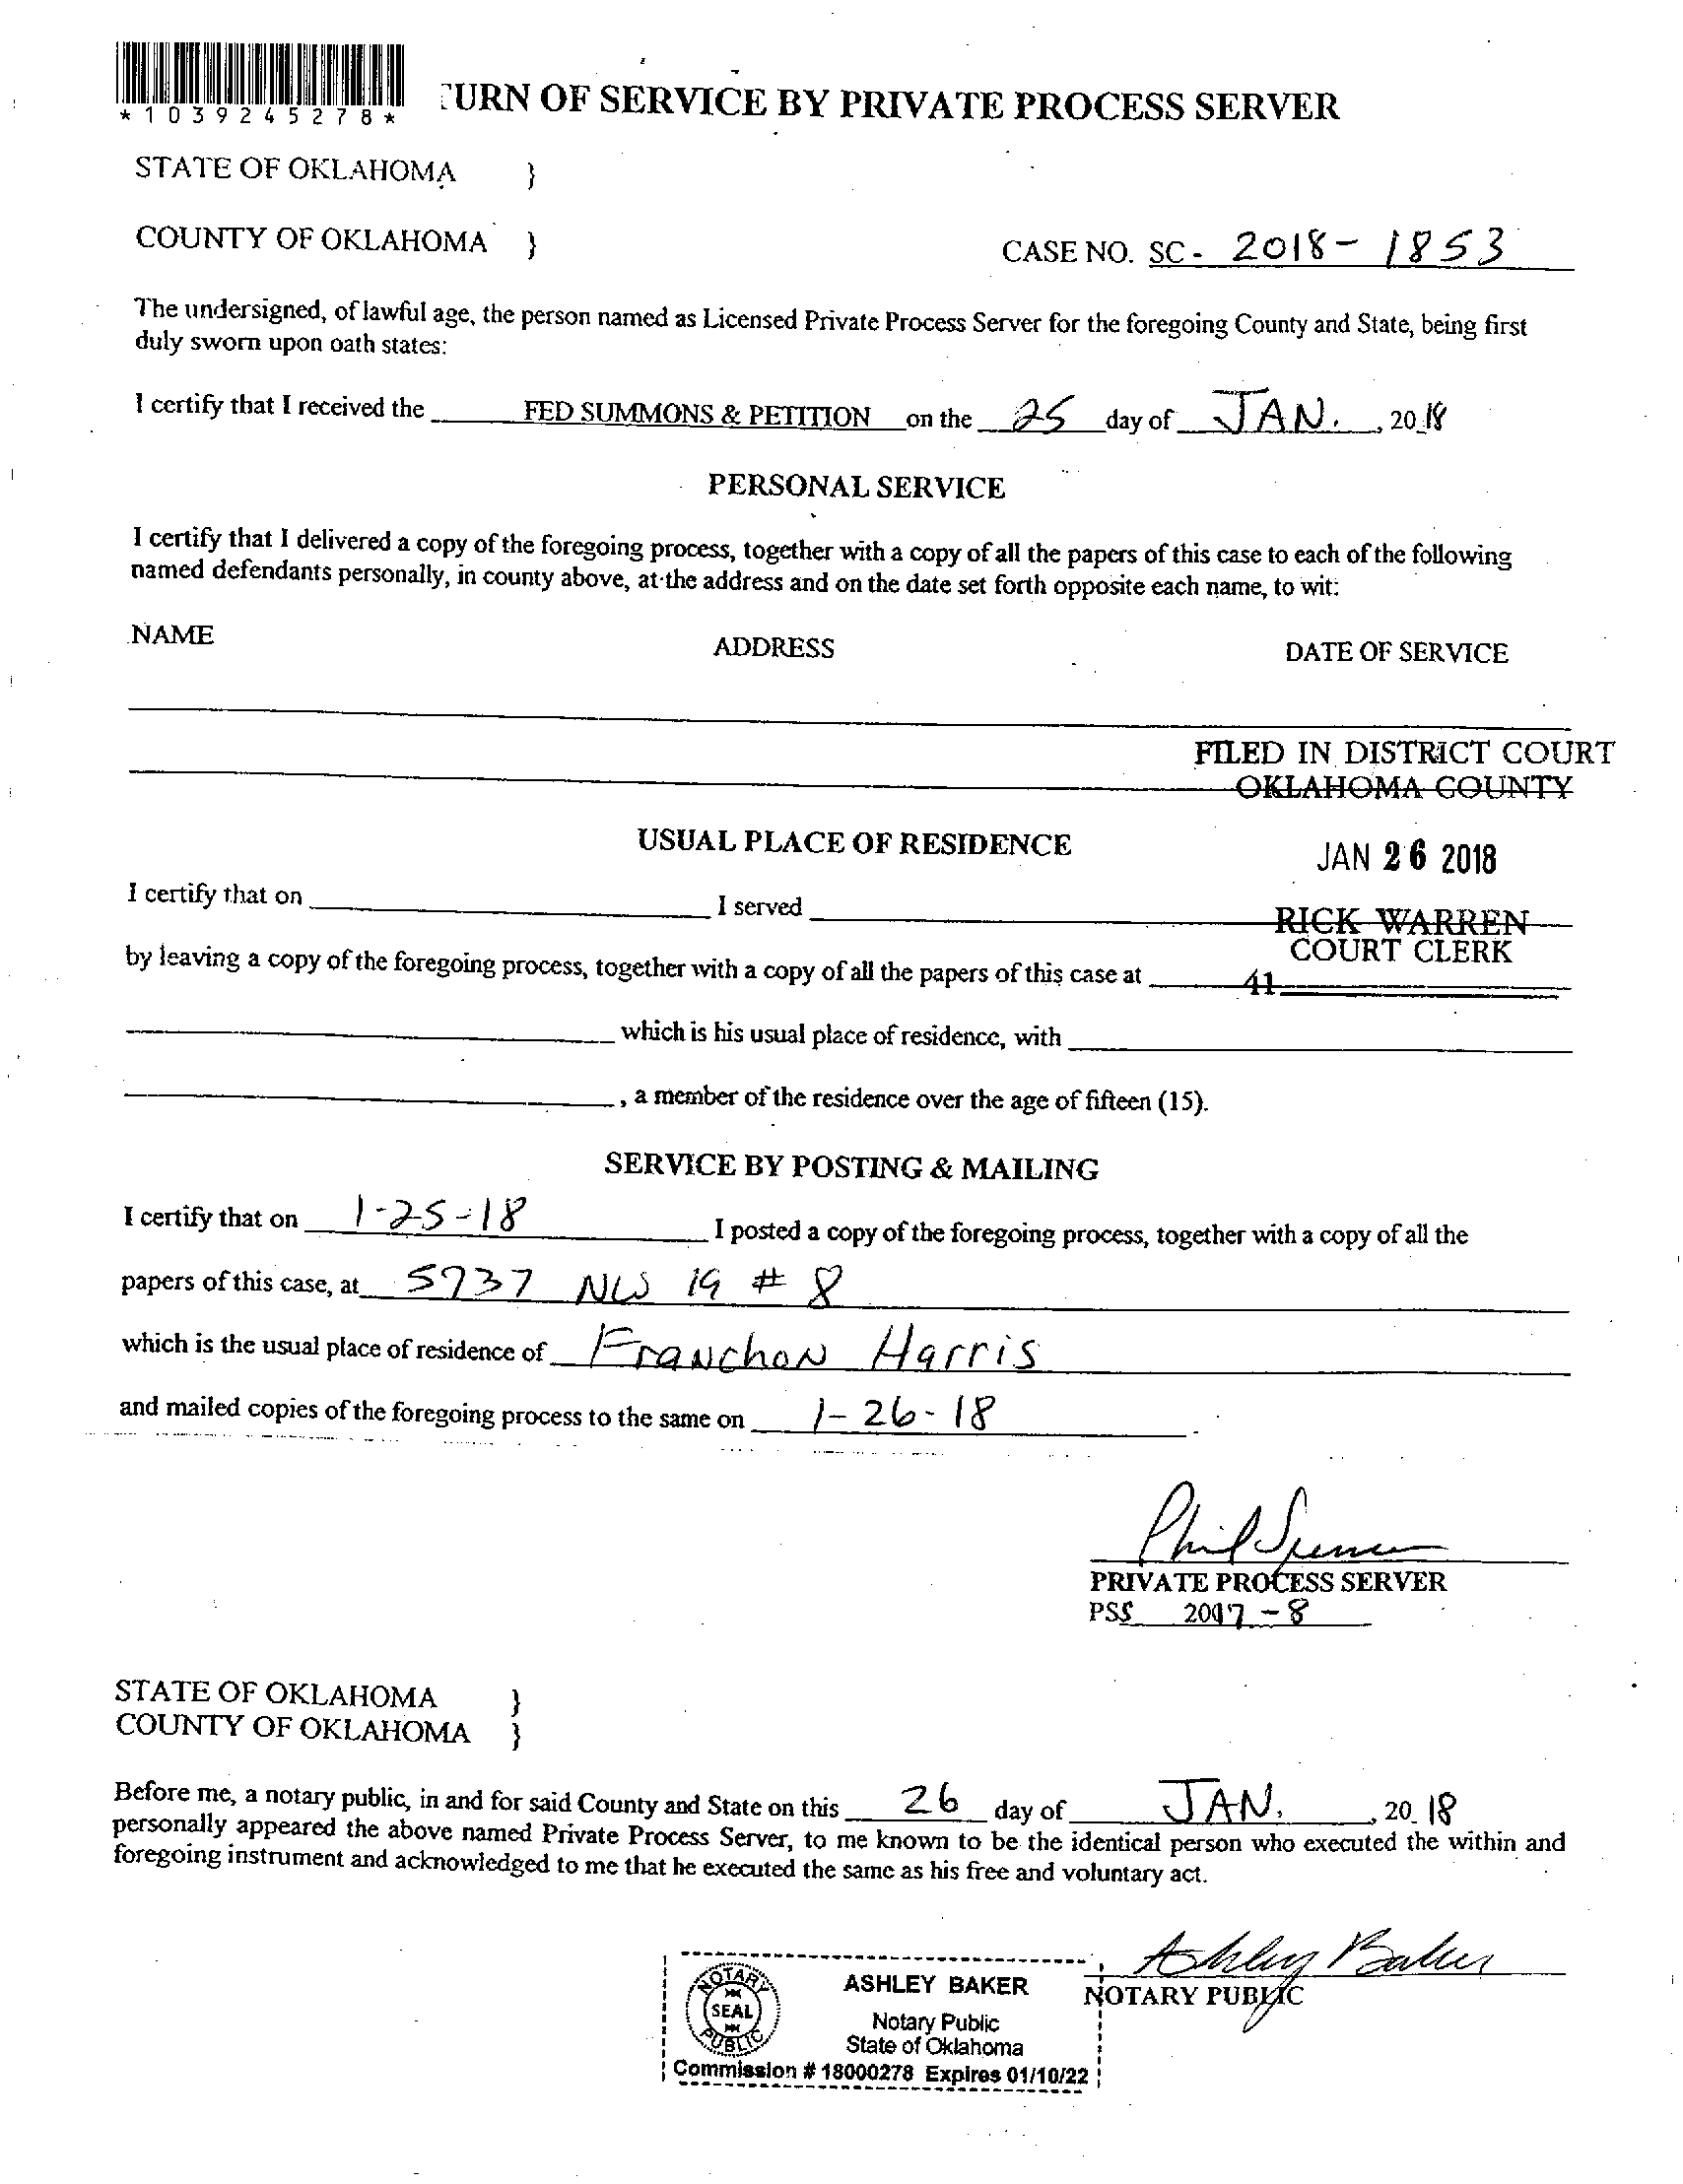 *1039245278*
TURN OF SERVICE BY PRIVATE PROCESS SERVER
STATE OF OKLAHOMA }
COUNTY OF OKLAHOMA } CASE NO. SC - 2018- 1853
The undersigned, of lawful age, the person named as Licensed Private Process Server for the foregoing County and State, being first
duly sworn upon oath states:
I certify that I received the FED SUMMONS & PETITION on the 25 day of JAN. , 2018
PERSONAL SERVICE
I certify that I delivered a copy of the foregoing process, together with a copy of all the papers of this case to each of the following
named defendants personally, in county above, at the address and on the date set forth opposite each name, to wit:
NAME ADDRESS DATE OF SERVICE
FILED IN DISTRICT COURT
OKLAHOMA COUNTY
USUAL PLACE OF RESIDENCE
JAN 26 2018
I certify that on I served
RICK WARREN
COURT CLERK
by leaving a copy of the foregoing process, together with a copy of all the papers of this case at
41
which is his usual place of residence, with
, a member of the residence over the age of fifteen (15).
SERVICE BY POSTING & MAILING
I certify that on 1-25-18 I posted a copy of the foregoing process, together with a copy of all the
papers of this case, at 5737 NW 19 # 8
which is the usual place of residence of Franchon Harris
and mailed copies of the foregoing process to the same on 1-26-18
PRIVATE PROCESS SERVER
PSS 2017-8
STATE OF OKLAHOMA }
COUNTY OF OKLAHOMA }
Before me, a notary public, in and for said County and State on this 26 day of JAN. , 2018
personally appeared the above named Private Process Server, to me known to be the identical person who executed the within and
foregoing instrument and acknowledged to me that he executed the same as his free and voluntary act.
Ashley Baker
NOTARY PUBLIC
NOTARY
SEAL
PUBLIC
ASHLEY BAKER
Notary Public
State of Oklahoma
Commission # 18000278 Expires 01/10/22